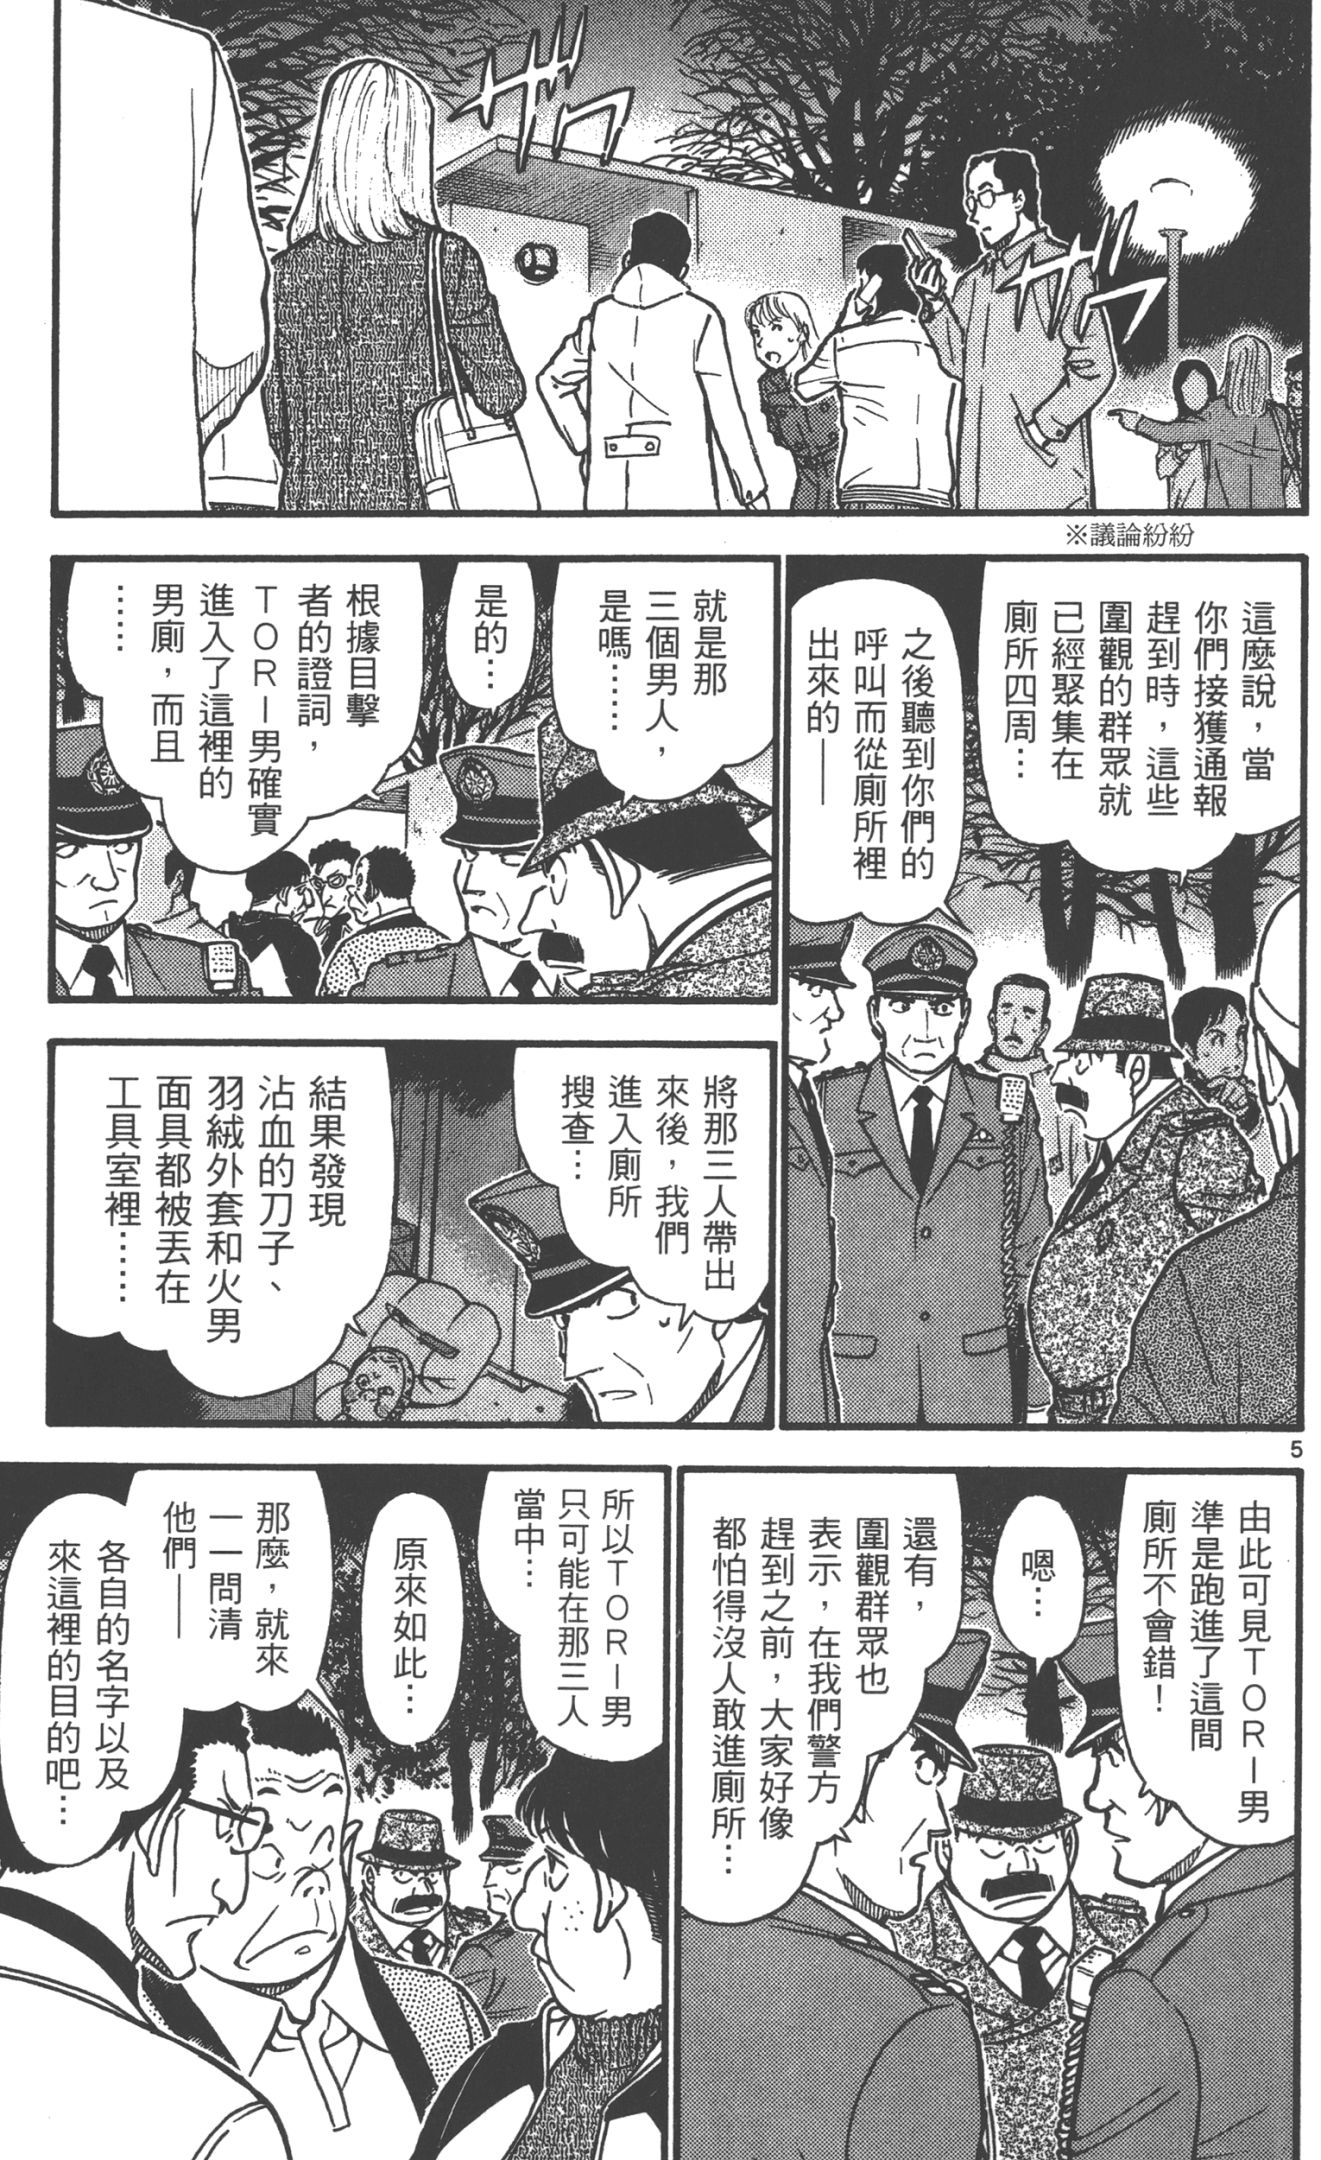 ザワ
ザワ
※議論紛紛
這麼說，當
你們接獲通報
趕到時，這些
圍觀的群眾就
已經聚集在
廁所四周…
之後聽到你們的
呼叫而從廁所裡
出來的——
就是那
三個男人，
是嗎……
是的…
根據目擊
者的證詞，
TORI男確實
進入了這裡的
男廁，而且
……
將那三人帶出
來後，我們
進入廁所
搜查…
結果發現
沾血的刀子、
羽絨外套和火男
面具都被丟在
工具室裡……
5
由此可見TORI男
準是跑進了這間
廁所不會錯！
嗯…
還有，
圍觀群眾也
表示，在我們警方
趕到之前，大家好像
都怕得沒人敢進廁所…
所以TORI男
只可能在那三人
當中…
原來如此…
那麼，就來
一一問清
他們——
各自的名字以及
來這裡的目的吧…